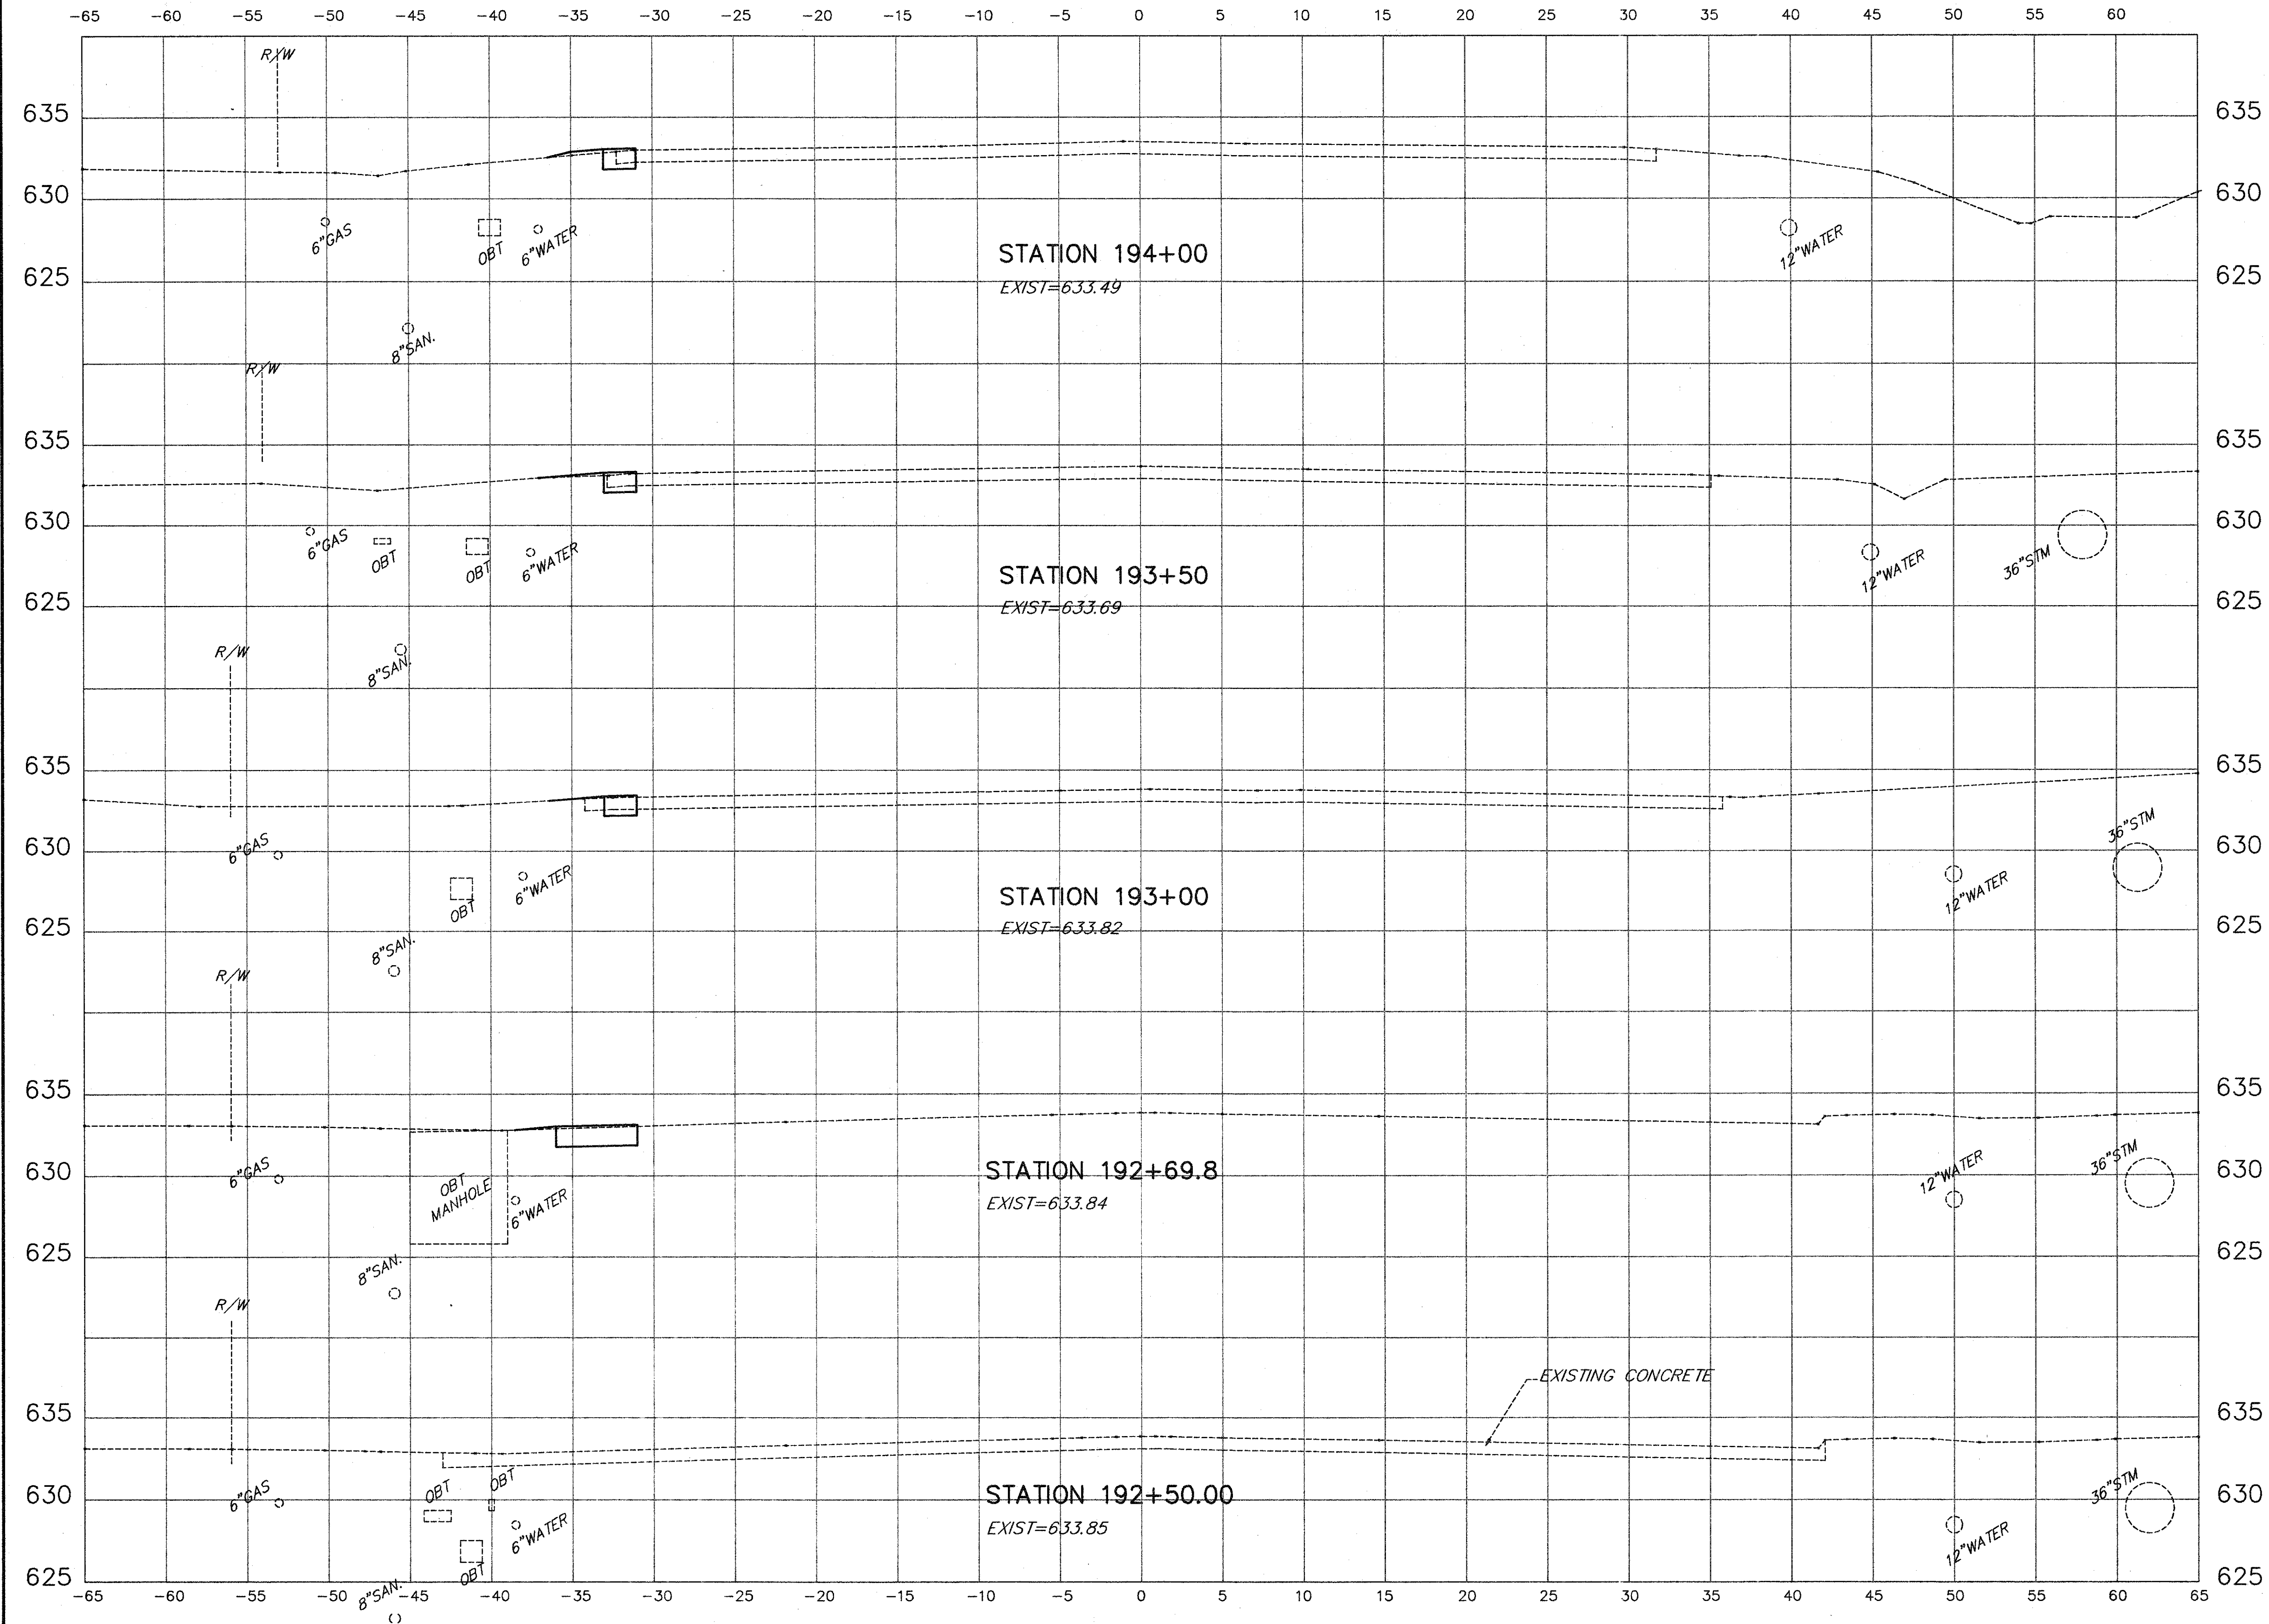 -65 -60 -55 -50 -45 -40 -35 -30 -25 -20 -15 -10 -5 0 5 10 15 20 25 30 35 40 45 50 55 60 65
R/W
635 635
630 630
6"GAS OBT 6"WATER 12"WATER
STATION 194+00
625 625
EXIST=633.49
8"SAN.
R/W
635 635
630 630
6"GAS OBT OBT 6"WATER 12"WATER 36"STM
STATION 193+50
625 625
EXIST=633.69
R/W
8"SAN.
635 635
36"STM
630 630
6"GAS
OBT 6"WATER 12"WATER
STATION 193+00
625 625
EXIST=633.82
8"SAN.
R/W
635 635
12"WATER 36"STM
630 630
6"GAS
STATION 192+69.8
OBT
MANHOLE
6"WATER
EXIST=633.84
625 625
8"SAN.
R/W
EXISTING CONCRETE
635 635
OBT OBT 36"STM
630 630
6"GAS
STATION 192+50.00
EXIST=633.85
6"WATER 12"WATER
OBT
625 625
8"SAN.
-65 -60 -55 -50 -45 -40 -35 -30 -25 -20 -15 -10 -5 0 5 10 15 20 25 30 35 40 45 50 55 60 65